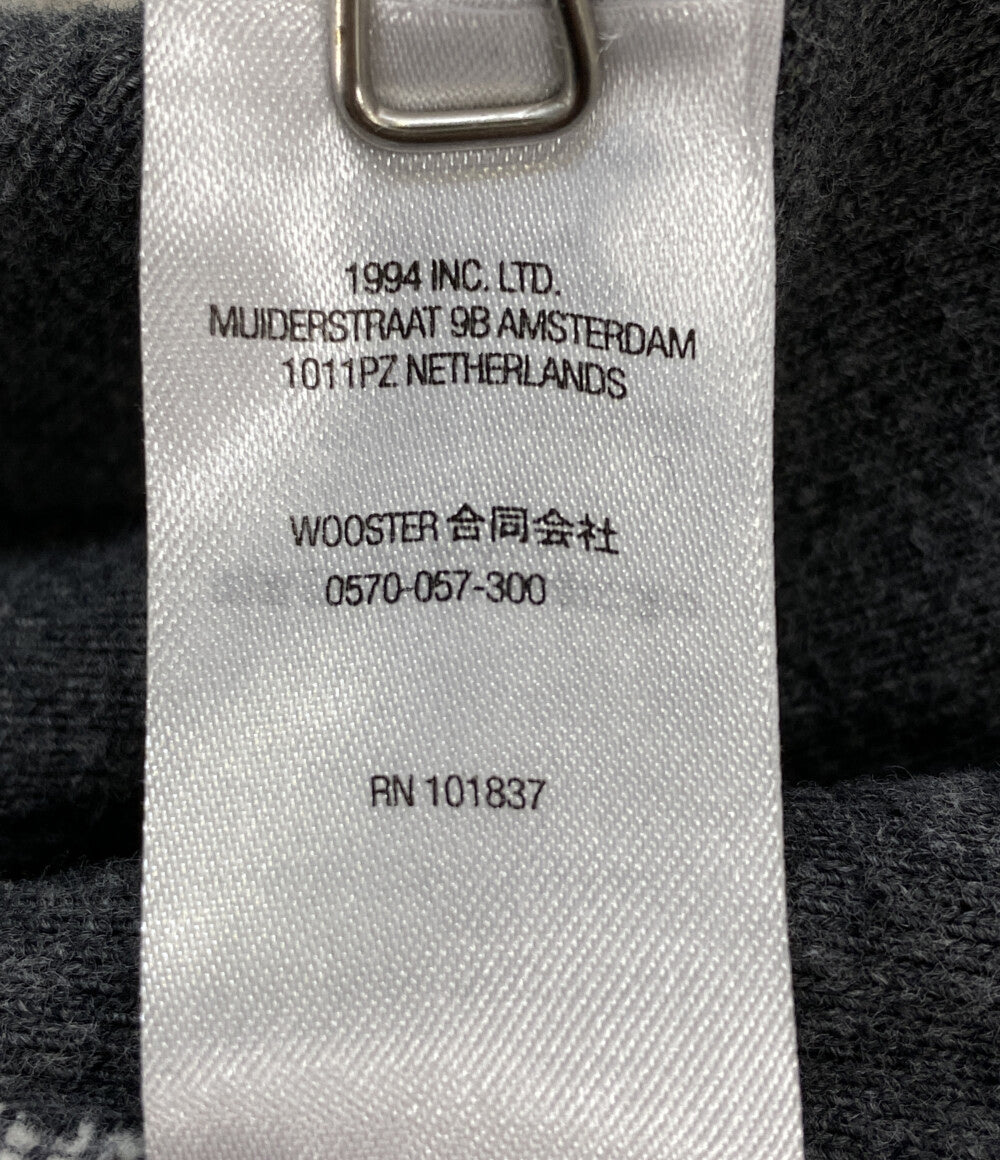 1994 INC. LTD.
MUIDERSTRAAT 9B AMSTERDAM
1011PZ NETHERLANDS
WOOSTER 合同会社
0570-057-300
RN 101837